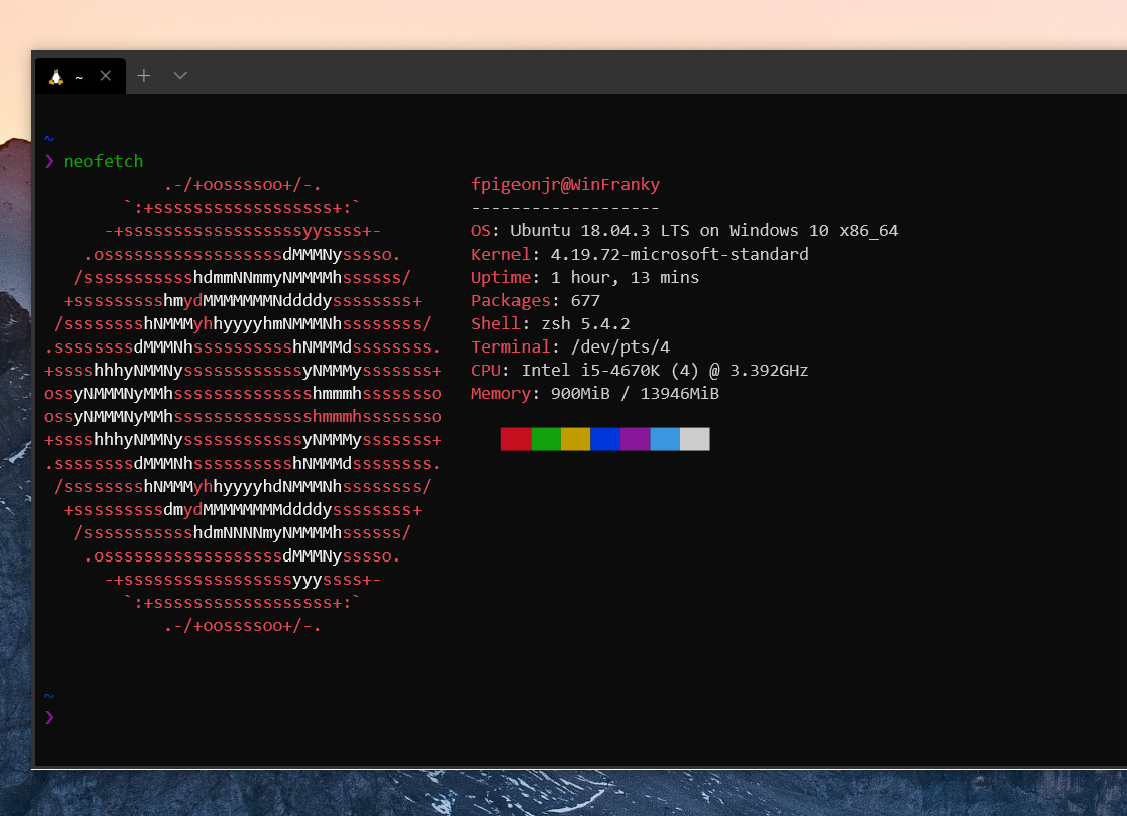 ~
~
❯ neofetch
.-/+oossssoo+/-.
`:+ssssssssssssssssss+:`
-+ssssssssssssssssssyyssss+-
.ossssssssssssssssssdMMMNysssso.
/ssssssssssshdmmNNmmyNMMMMhssssss/
+ssssssssshmydMMMMMMMNddddyssssssss+
/sssssssshNMMMyhhyyyyhmNMMMNhssssssss/
.ssssssssdMMMNhsssssssssshNMMMdssssssss.
+sssshhhyNMMNyssssssssssssyNMMMysssssss+
ossyNMMMNyMMhsssssssssssssshmmmhssssssso
ossyNMMMNyMMhsssssssssssssshmmmhssssssso
+sssshhhyNMMNyssssssssssssyNMMMysssssss+
.ssssssssdMMMNhsssssssssshNMMMdssssssss.
/sssssssshNMMMyhhyyyyhdNMMMNhssssssss/
+sssssssssdmydMMMMMMMMddddyssssssss+
/ssssssssssshdmNNNNmyNMMMMhssssss/
.ossssssssssssssssssdMMMNysssso.
-+sssssssssssssssssyyyssss+-
`:+ssssssssssssssssss+:`
.-/+oossssoo+/-.
fpigeonjr@WinFranky
-------------------
OS: Ubuntu 18.04.3 LTS on Windows 10 x86_64
Kernel: 4.19.72-microsoft-standard
Uptime: 1 hour, 13 mins
Packages: 677
Shell: zsh 5.4.2
Terminal: /dev/pts/4
CPU: Intel i5-4670K (4) @ 3.392GHz
Memory: 900MiB / 13946MiB
~
❯